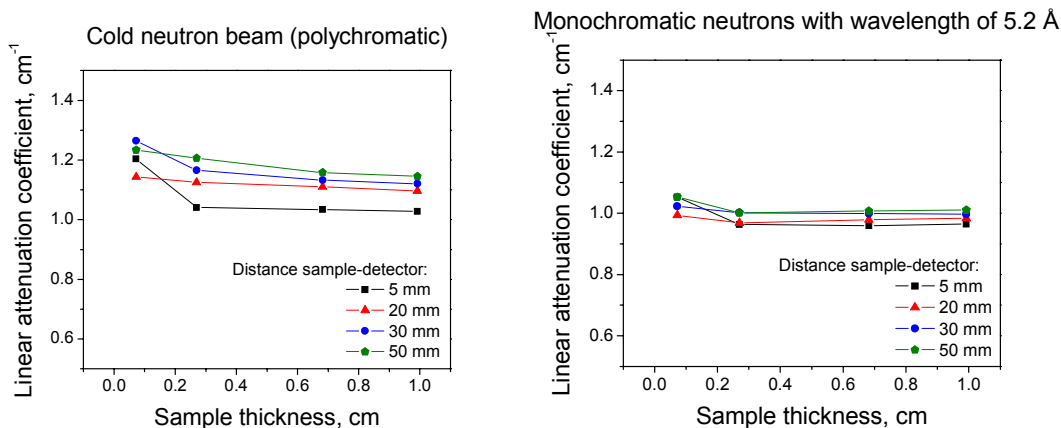 Cold neutron beam (polychromatic)
Linear attenuation coefficient, cm-1
1.4
1.2
1.0
0.8
0.6
Distance sample-detector:
5 mm
20 mm
30 mm
50 mm
0.0 0.2 0.4 0.6 0.8 1.0
Sample thickness, cm
Monochromatic neutrons with wavelength of 5.2 Å
Linear attenuation coefficient, cm-1
1.4
1.2
1.0
0.8
0.6
Distance sample-detector:
5 mm
20 mm
30 mm
50 mm
0.0 0.2 0.4 0.6 0.8 1.0
Sample thickness, cm